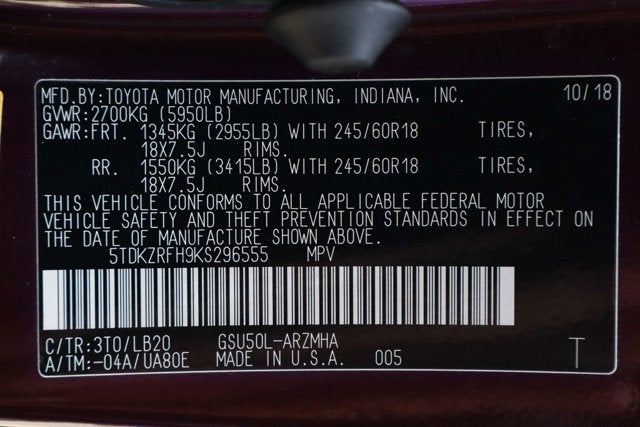 MFD.BY:TOYOTA MOTOR MANUFACTURING, INDIANA, INC. 10/18
GVWR:2700KG (5950LB)
GAWR:FRT. 1345KG (2955LB) WITH 245/60R18 TIRES,
18X7.5J RIMS.
RR. 1550KG (3415LB) WITH 245/60R18 TIRES,
18X7.5J RIMS.
THIS VEHICLE CONFORMS TO ALL APPLICABLE FEDERAL MOTOR
VEHICLE SAFETY AND THEFT PREVENTION STANDARDS IN EFFECT ON
THE DATE OF MANUFACTURE SHOWN ABOVE.
5TDKZRFH9KS296555 MPV
C/TR:3T0/LB20 GSU50L-ARZMHA
A/TM:-04A/UA80E MADE IN U.S.A. 005 T